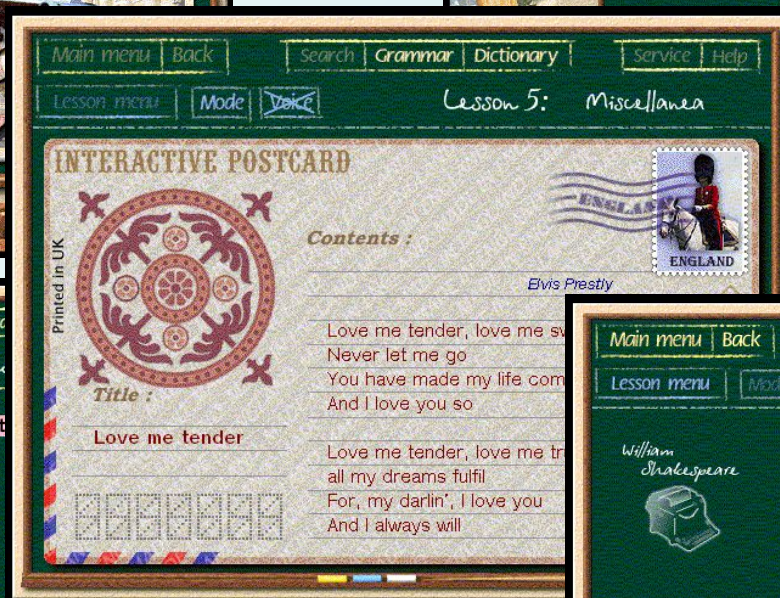 Main menu Back Search Grammar Dictionary Service Help
Lesson menu Mode Voice Lesson 5: Miscellanea
INTERACTIVE POSTCARD
ENGLAND
Contents :
ENGLAND
Printed in UK
Elvis Prestly
Love me tender, love me
Never let me go
You have made my life
And I love you so
Title :
Love me tender
Love me tender, love me
all my dreams fulfil
For, my darlin', I love you
And I always will
Main menu Back
Lesson menu
William
Shakespeare